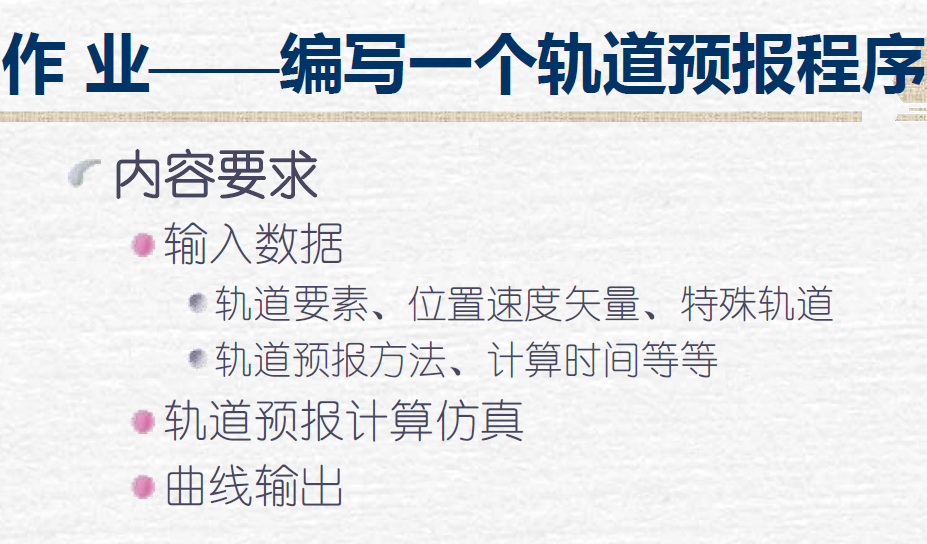 作 业——编写一个轨道预报程序
内容要求
输入数据
轨道要素、位置速度矢量、特殊轨道
轨道预报方法、计算时间等等
轨道预报计算仿真
曲线输出